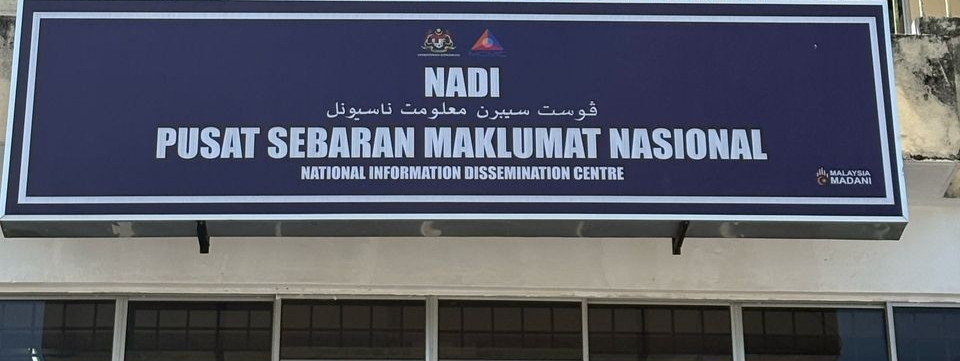 NADI
ڤوست سيبرن معلومت ناسيونل
PUSAT SEBARAN MAKLUMAT NASIONAL
NATIONAL INFORMATION DISSEMINATION CENTRE
MALAYSIA
MADANI